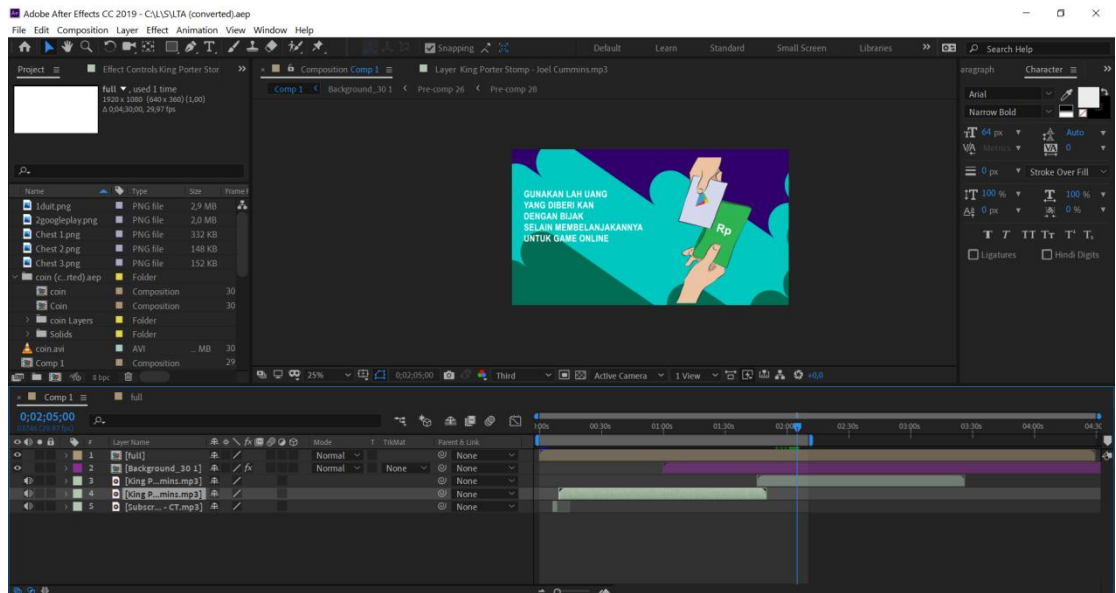 Adobe After Effects CC 2019 - C:\L\S\LTA (converted).aep
File Edit Composition Layer Effect Animation View Window Help
Snapping
Default Learn Standard Small Screen Libraries
Search Help
Project
Effect Controls King Porter Stor
Composition Comp 1
Layer King Porter Stomp - Joel Cummins.mp3
aragraph
Character
Comp 1 Background_30 1 Pre-comp 26 Pre-comp 28
full , used 1 time
1920 x 1080 (640 x 360) (1,00)
Δ 0;04;30;00, 29,97 fps
Name Type Size Frame
1duit.png PNG file 2,9 MB
2googleplay.png PNG file 2,0 MB
Chest 1.png PNG file 332 KB
Chest 2.png PNG file 148 KB
Chest 3.png PNG file 152 KB
coin (c...rted).aep Folder
coin Composition 30
Coin Composition 30
coin Layers Folder
Solids Folder
coin.avi AVI ... MB 30
Comp 1 Composition 29
8 bpc
GUNAKAN LAH UANG
YANG DIBERI KAN
DENGAN BIJAK
SELAIN MEMBELANJAKANNYA
UNTUK GAME ONLINE
Rp
25% 0;02;05;00 Third Active Camera 1 View +0,0
Arial
Narrow Bold
64 px Auto
Metrics 0
0 px Stroke Over Fill
100 % 100 %
0 px 0 %
T T TT Tr T' T,
Ligatures Hindi Digits
Comp 1 full
0;02;05;00
# Layer Name Mode T TrkMat Parent & Link
00:30s 01:00s 01:30s 02:00s 02:30s 03:00s 03:30s 04:00s
1 [full] Normal None
2 [Background_30 1] Normal None None
3 [King P...mins.mp3] None
4 [King P...mins.mp3] None
5 [Subscr... - CT.mp3] None